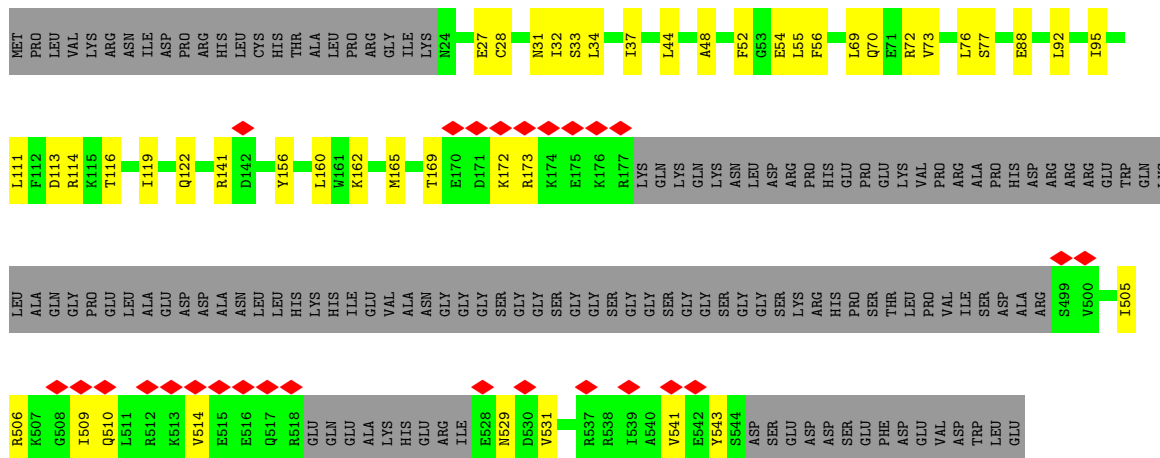 MET PRO LEU VAL LYS ARG ASN ILE ASP PRO ARG HIS LEU CYS HIS THR ALA LEU PRO ARG GLY ILE LYS N24 E27 C28 N31 I32 S33 L34 I37 L44 A48 F52 G53 E54 L55 F56 L69 Q70 E71 R72 V73 L76 S77 E88 L92 I95
L111 F112 D113 R114 K115 T116 I119 Q122 R141 D142 Y156 L160 W161 K162 M165 T169 E170 D171 K172 R173 K174 E175 K176 R177 LYS GLN LYS GLN LYS ASN LEU ASP ARG PRO HIS GLU PRO GLU LYS VAL PRO ARG ALA PRO HIS ASP ARG ARG ARG GLU TRP GLN
LEU ALA GLN GLY PRO GLU LEU ALA GLU ASP ASP ALA ASN LEU LEU HIS LYS HIS ILE GLU VAL ALA ASN GLY GLY GLY SER GLY GLY SER GLY GLY SER GLY GLY GLY SER GLY GLY SER LYS ARG HIS PRO SER THR LEU PRO VAL ILE SER ASP ALA ARG S499 V500 I505
R506 K507 G508 I509 Q510 L511 R512 K513 V514 E515 E516 Q517 R518 GLU GLN GLU ALA LYS HIS GLU ARG ILE E528 N529 D530 V531 R537 R538 I539 A540 V541 E542 Y543 S544 ASP SER GLU ASP ASP SER GLU PHE ASP GLU VAL ASP TRP LEU GLU